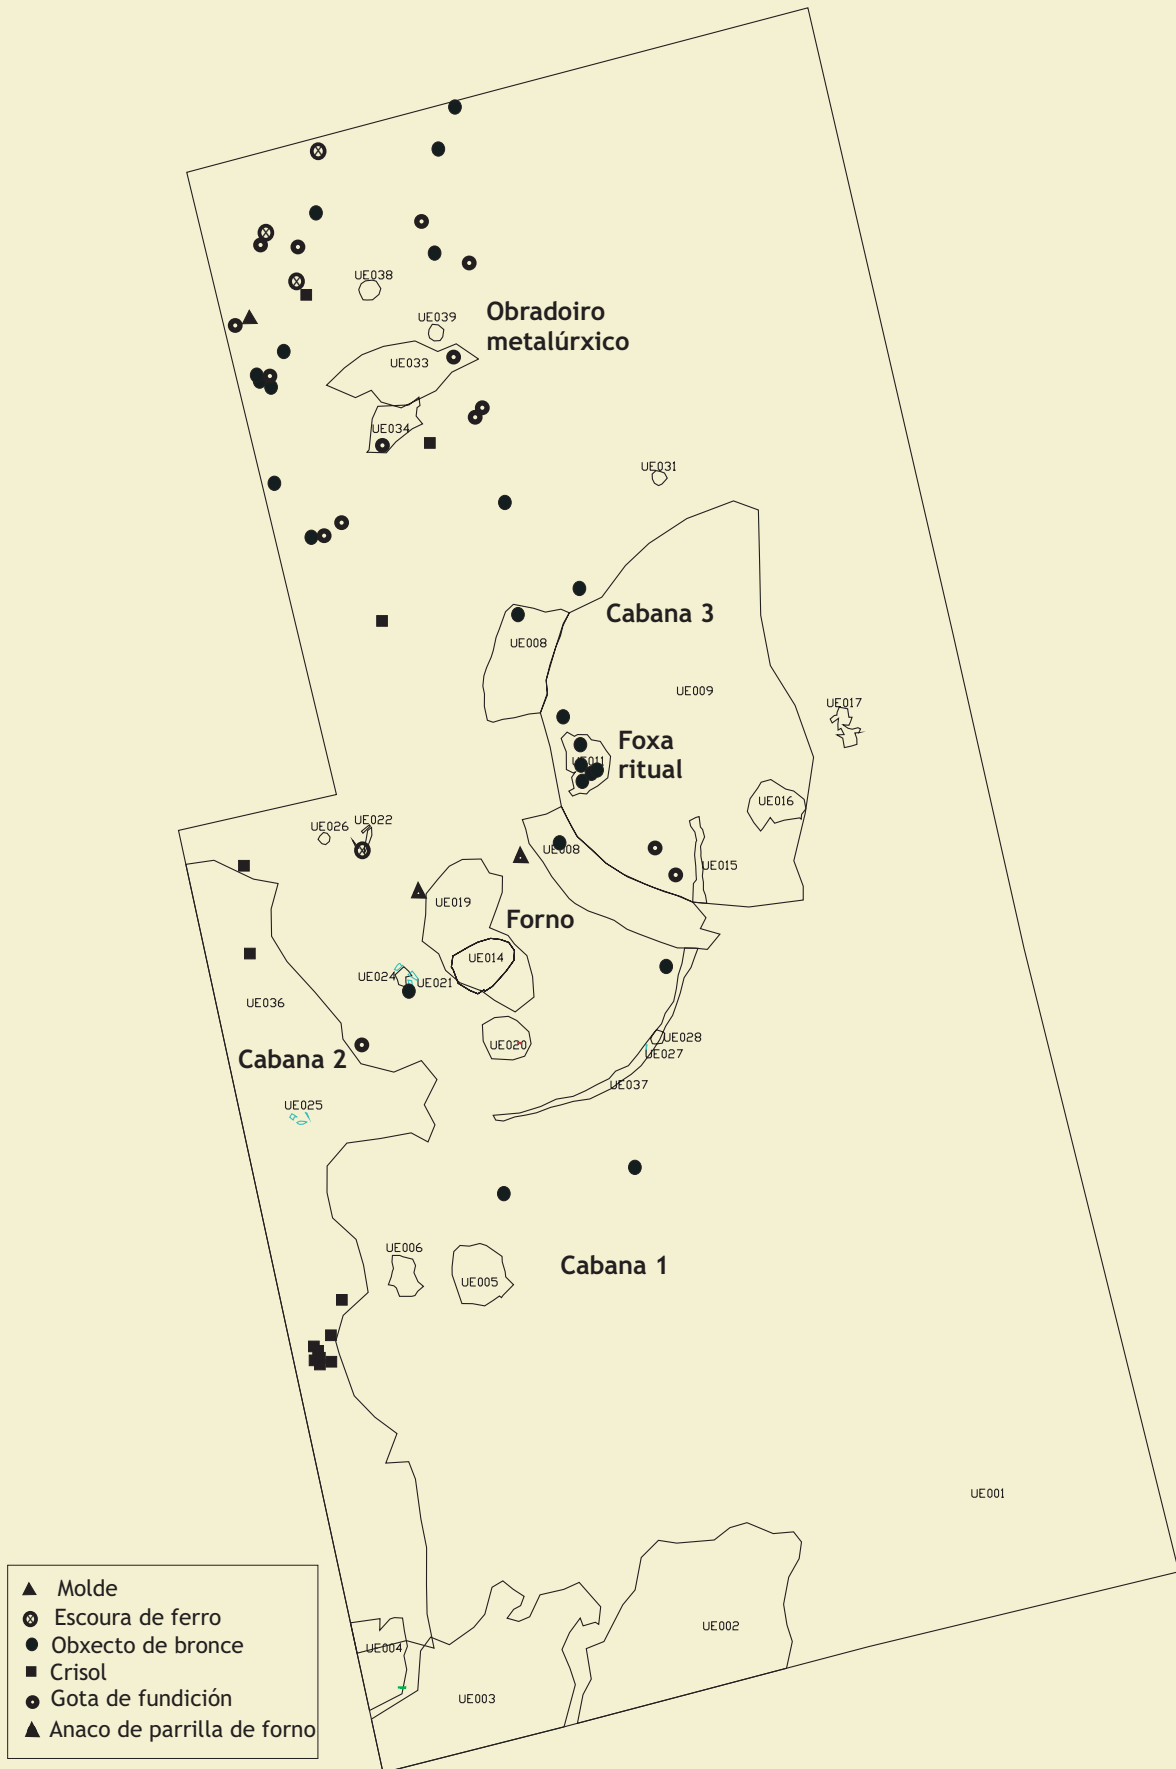 UE038
UE039
Obradoiro
metalúrxico
UE033
UE034
UE031
Cabana 3
UE008
UE009
UE017
Foxa
ritual
UE011
UE016
UE026
UE022
UE008
UE015
UE019
Forno
UE014
UE024
UE021
UE036
UE020
UE028
UE027
Cabana 2
UE037
UE025
UE006
UE005
Cabana 1
UE001
UE002
UE004
UE003
Molde
Escoura de ferro
Obxecto de bronce
Crisol
Gota de fundición
Anaco de parrilla de forno